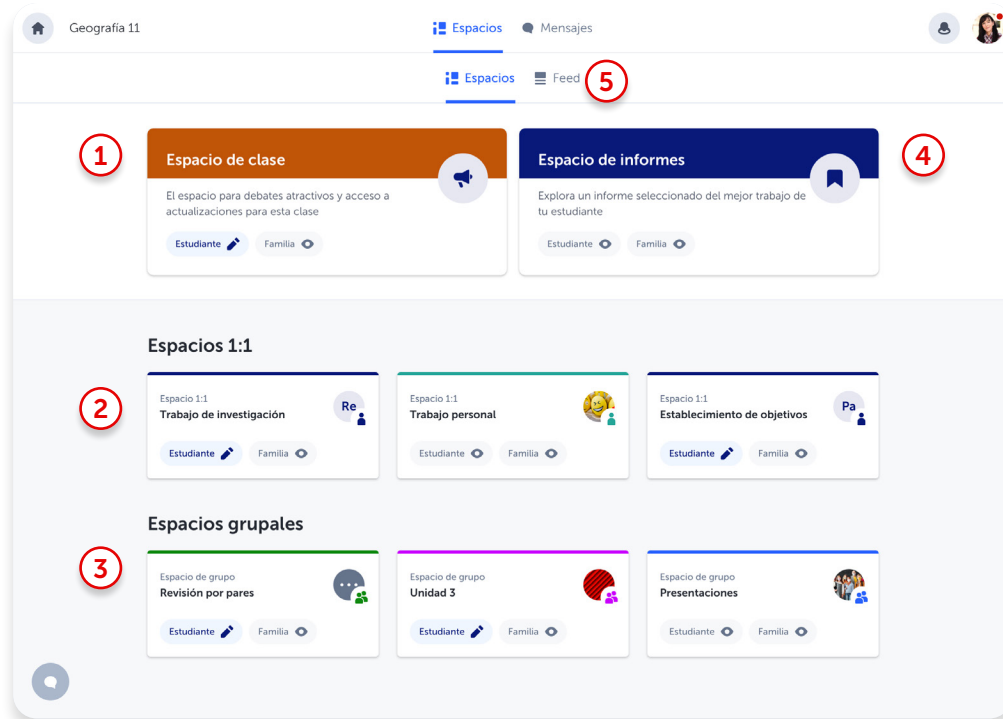 Geografía 11
Espacios
Mensajes
Espacios
Feed
5
1
Espacio de clase
El espacio para debates atractivos y acceso a
actualizaciones para esta clase
Estudiante
Familia
Espacio de informes
Explora un informe seleccionado del mejor trabajo de
tu estudiante
Estudiante
Familia
4
Espacios 1:1
2
Espacio 1:1
Trabajo de investigación
Re
Estudiante
Familia
Espacio 1:1
Trabajo personal
Estudiante
Familia
Espacio 1:1
Establecimiento de objetivos
Pa
Estudiante
Familia
Espacios grupales
3
Espacio de grupo
Revisión por pares
Estudiante
Familia
Espacio de grupo
Unidad 3
Estudiante
Familia
Espacio de grupo
Presentaciones
Estudiante
Familia